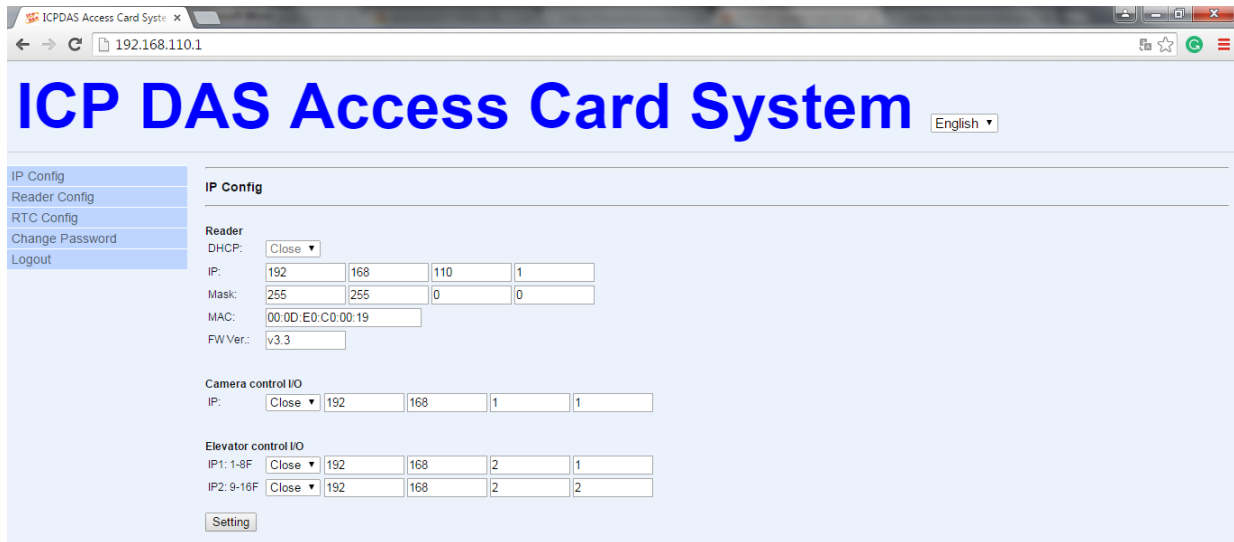 ICPDAS Access Card Syste
192.168.110.1
ICP DAS Access Card System English
IP Config
Reader Config
RTC Config
Change Password
Logout
IP Config
Reader
DHCP: Close
IP: 192 168 110 1
Mask: 255 255 0 0
MAC: 00:0D:E0:C0:00:19
FW Ver.: v3.3
Camera control I/O
IP: Close 192 168 1 1
Elevator control I/O
IP1: 1-8F Close 192 168 2 1
IP2: 9-16F Close 192 168 2 2
Setting